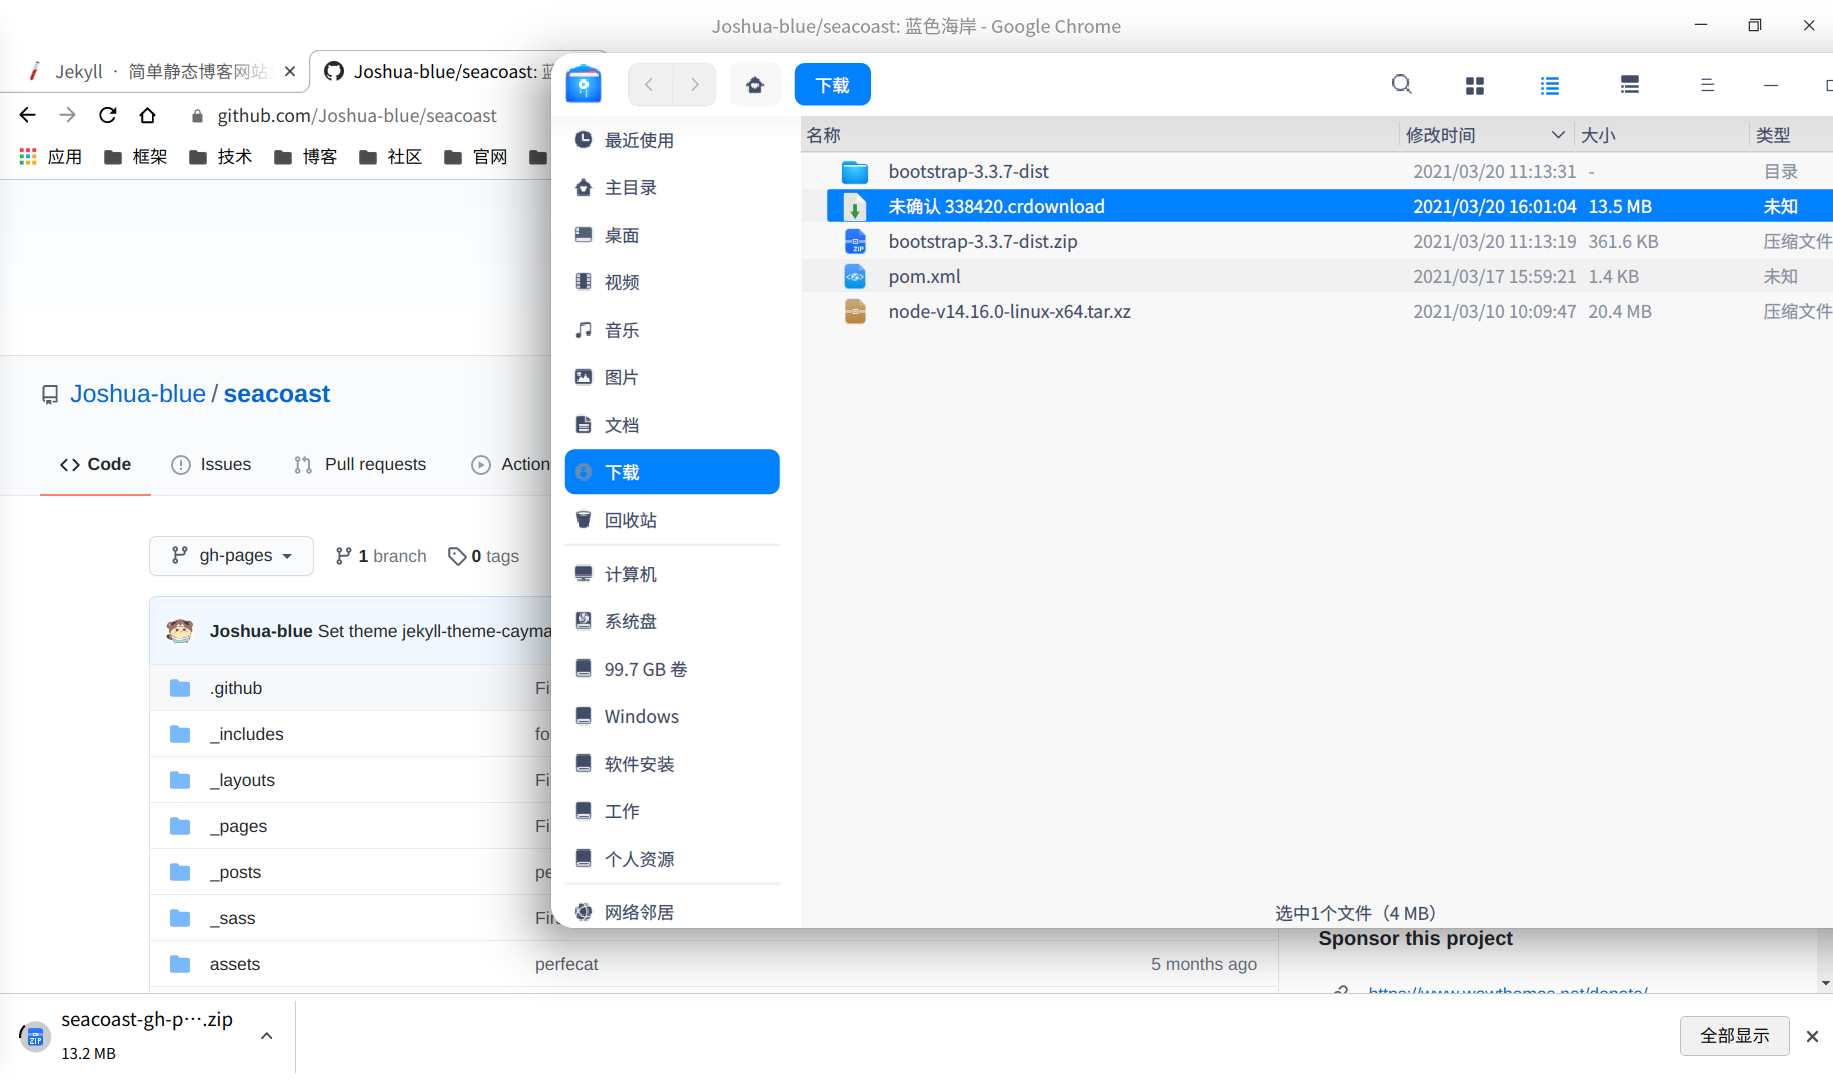 Joshua-blue/seacoast: 蓝色海岸 - Google Chrome
Jekyll · 简单静态博客网站
Joshua-blue/seacoast:
github.com/Joshua-blue/seacoast
应用 框架 技术 博客 社区 官网
Joshua-blue / seacoast
Code Issues Pull requests Action
gh-pages 1 branch 0 tags
Joshua-blue Set theme jekyll-theme-cayma
.github Fi
_includes fo
_layouts Fi
_pages Fi
_posts pe
_sass Fir
assets perfecat 5 months ago
下载
最近使用
主目录
桌面
视频
音乐
图片
文档
下载
回收站
计算机
系统盘
99.7 GB 卷
Windows
软件安装
工作
个人资源
网络邻居
名称 修改时间 大小 类型
bootstrap-3.3.7-dist 2021/03/20 11:13:31 - 目录
未确认 338420.crdownload 2021/03/20 16:01:04 13.5 MB 未知
bootstrap-3.3.7-dist.zip 2021/03/20 11:13:19 361.6 KB 压缩文件
pom.xml 2021/03/17 15:59:21 1.4 KB 未知
node-v14.16.0-linux-x64.tar.xz 2021/03/10 10:09:47 20.4 MB 压缩文件
选中1个文件（4 MB）
Sponsor this project
https://www.wowthemes.net/donate/
seacoast-gh-p⋯.zip
13.2 MB
全部显示
ZIP
ZIP